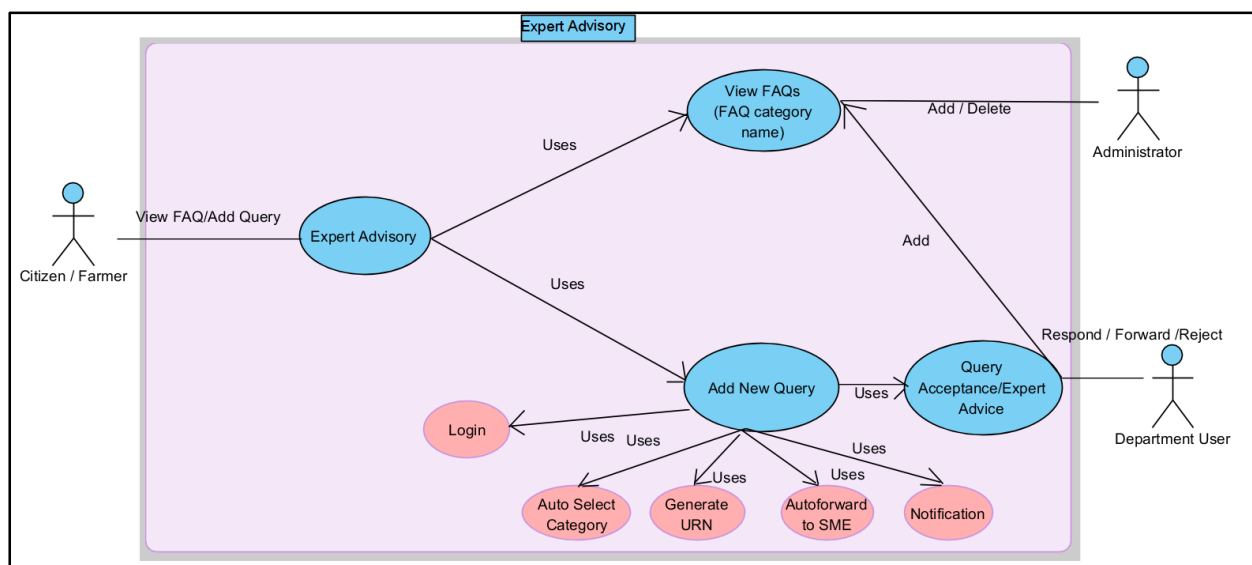 Expert Advisory
View FAQs
(FAQ category
name)
Add / Delete
Administrator
Uses
View FAQ/Add Query
Expert Advisory
Citizen / Farmer
Add
Uses
Respond / Forward /Reject
Add New Query
Uses
Query
Acceptance/Expert
Advice
Department User
Login
Uses
Uses
Uses
Uses
Uses
Auto Select
Category
Generate
URN
Autoforward
to SME
Notification